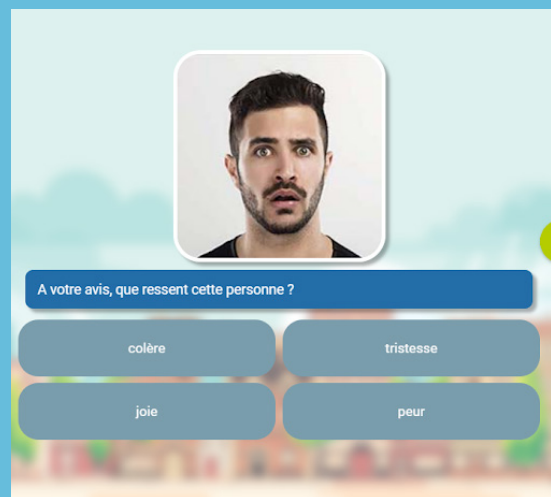 A votre avis, que ressent cette personne ?
colère
tristesse
joie
peur